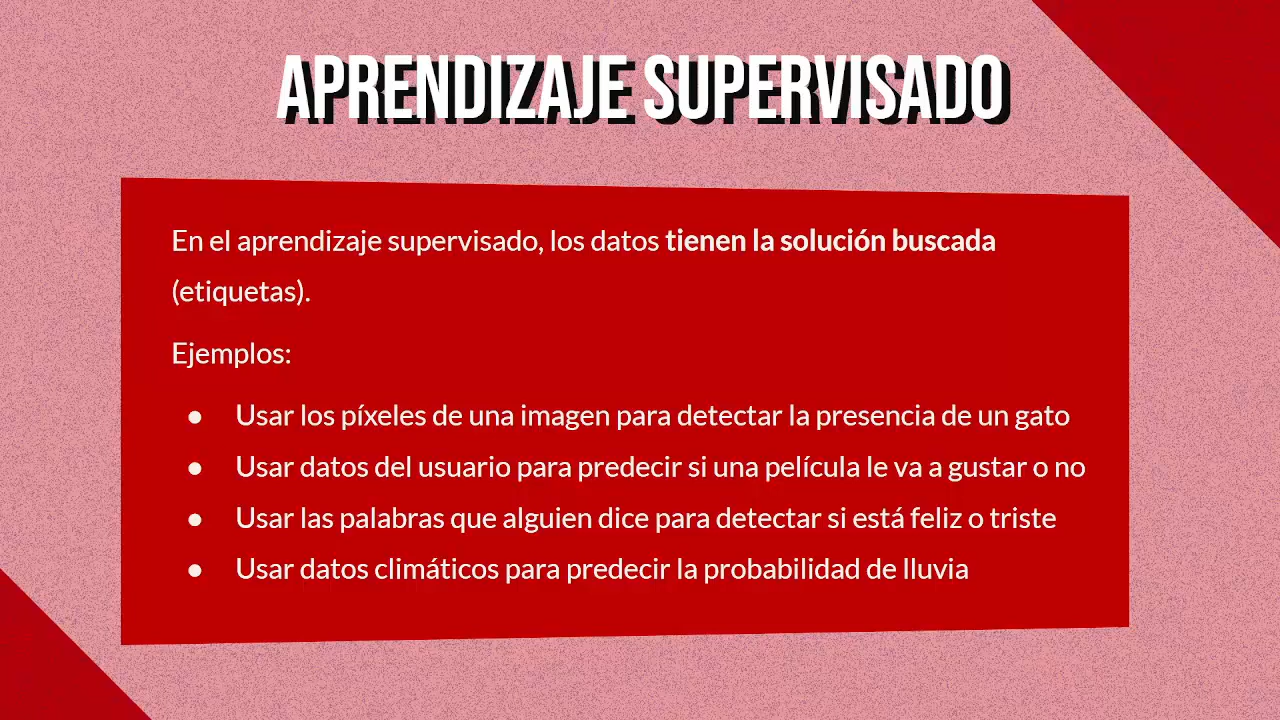 APRENDIZAJE SUPERVISADO
En el aprendizaje supervisado, los datos tienen la solución buscada
(etiquetas).
Ejemplos:
● Usar los píxeles de una imagen para detectar la presencia de un gato
● Usar datos del usuario para predecir si una película le va a gustar o no
● Usar las palabras que alguien dice para detectar si está feliz o triste
● Usar datos climáticos para predecir la probabilidad de lluvia